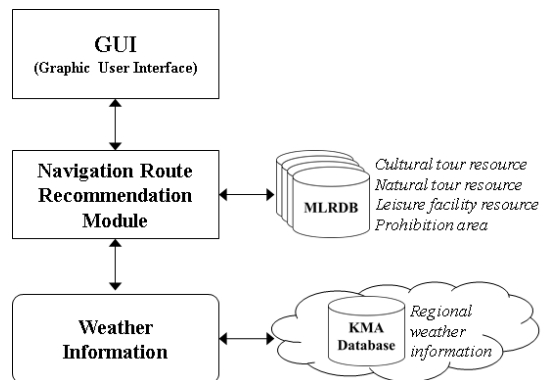 GUI
(Graphic User Interface)
Navigation Route
Recommendation
Module
MLRDB
Cultural tour resource
Natural tour resource
Leisure facility resource
Prohibition area
Weather
Information
KMA
Database
Regional
weather
information